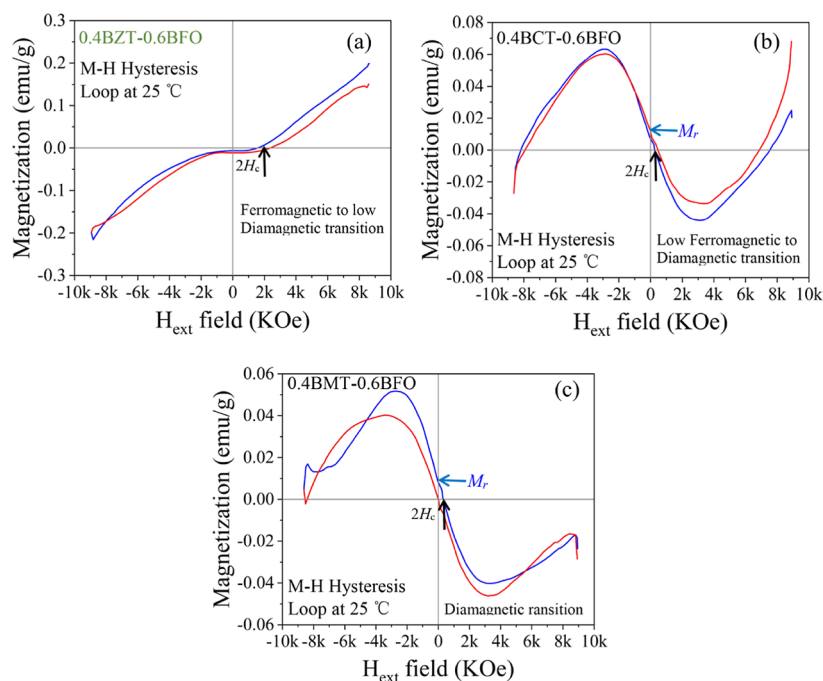 (a)
0.4BZT-0.6BFO
M-H Hysteresis
Loop at 25 ℃
2Hc
Ferromagnetic to low
Diamagnetic transition
Magnetization (emu/g)
0.3
0.2
0.1
0.0
-0.1
-0.2
-0.3
-10k -8k -6k -4k -2k 0 2k 4k 6k 8k 10k
Hext field (KOe)
(b)
0.4BCT-0.6BFO
Mr
2Hc
M-H Hysteresis
Loop at 25 ℃
Low Ferromagnetic to
Diamagnetic transition
Magnetization (emu/g)
0.08
0.06
0.04
0.02
0.00
-0.02
-0.04
-0.06
-0.08
-10k -8k -6k -4k -2k 0 2k 4k 6k 8k 10k
Hext field (KOe)
(c)
0.4BMT-0.6BFO
Mr
2Hc
M-H Hysteresis
Loop at 25 ℃
Diamagnetic ransition
Magnetization (emu/g)
0.06
0.04
0.02
0.00
-0.02
-0.04
-0.06
-10k -8k -6k -4k -2k 0 2k 4k 6k 8k 10k
Hext field (KOe)